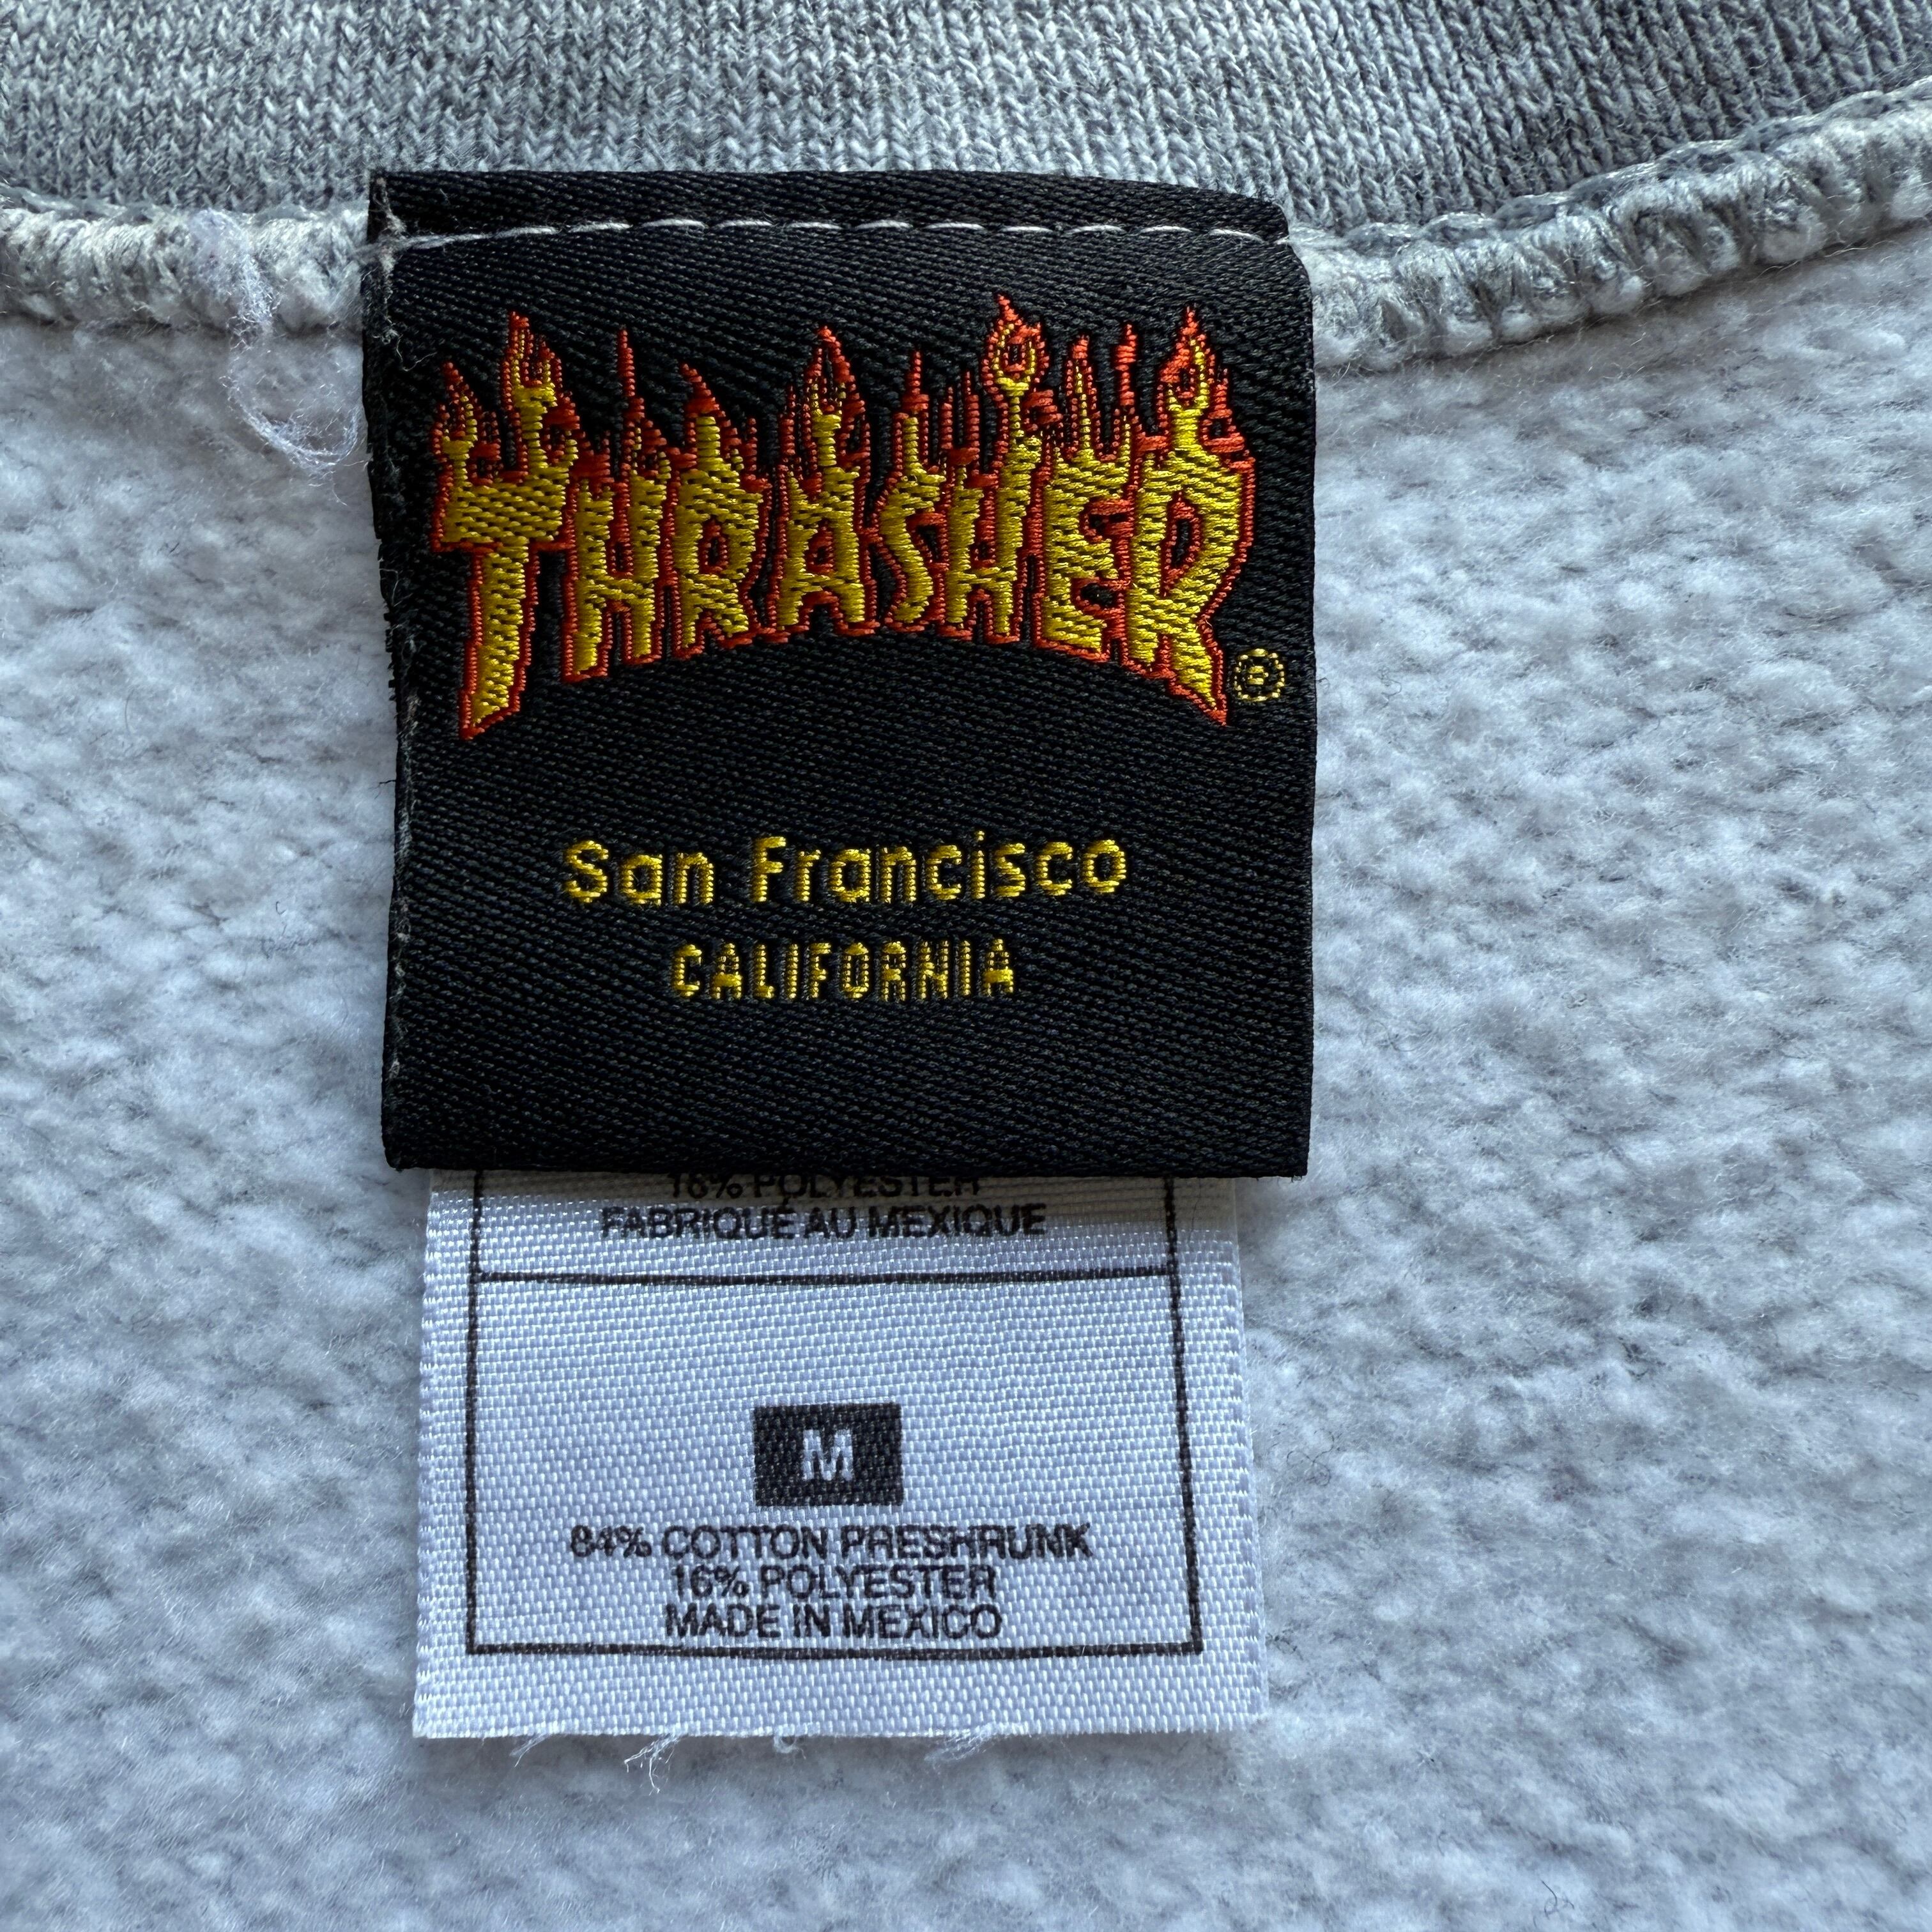 THRASHER®
San Francisco
CALIFORNIA
16% POLYESTER
FABRIQUÉ AU MEXIQUE
M
84% COTTON PRESHRUNK
16% POLYESTER
MADE IN MEXICO